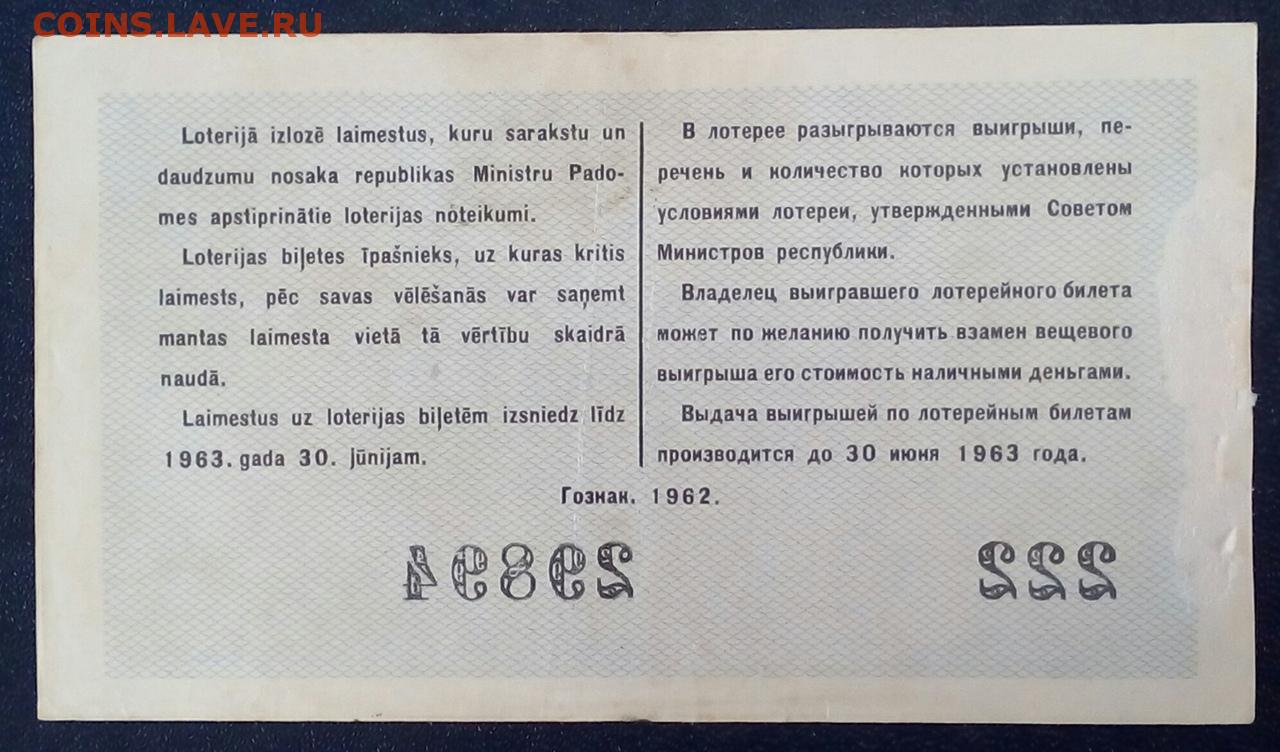 COINS.LAVE.RU
Loterijā izlozē laimestus, kuru sarakstu un
daudzumu nosaka republikas Ministru Pado-
mes apstiprinātie loterijas noteikumi.
Loterijas biļetes īpašnieks, uz kuras kritis
laimests, pēc savas vēlēšanās var saņemt
mantas laimesta vietā tā vērtību skaidrā
naudā.
Laimestus uz loterijas biļetēm izsniedz līdz
1963. gada 30. jūnijam.
В лотерее разыгрываются выигрыши, пе-
речень и количество которых установлены
условиями лотереи, утвержденными Советом
Министров республики.
Владелец выигравшего лотерейного билета
может по желанию получить взамен вещевого
выигрыша его стоимость наличными деньгами.
Выдача выигрышей по лотерейным билетам
производится до 30 июня 1963 года.
Гознак. 1962.
29894 222